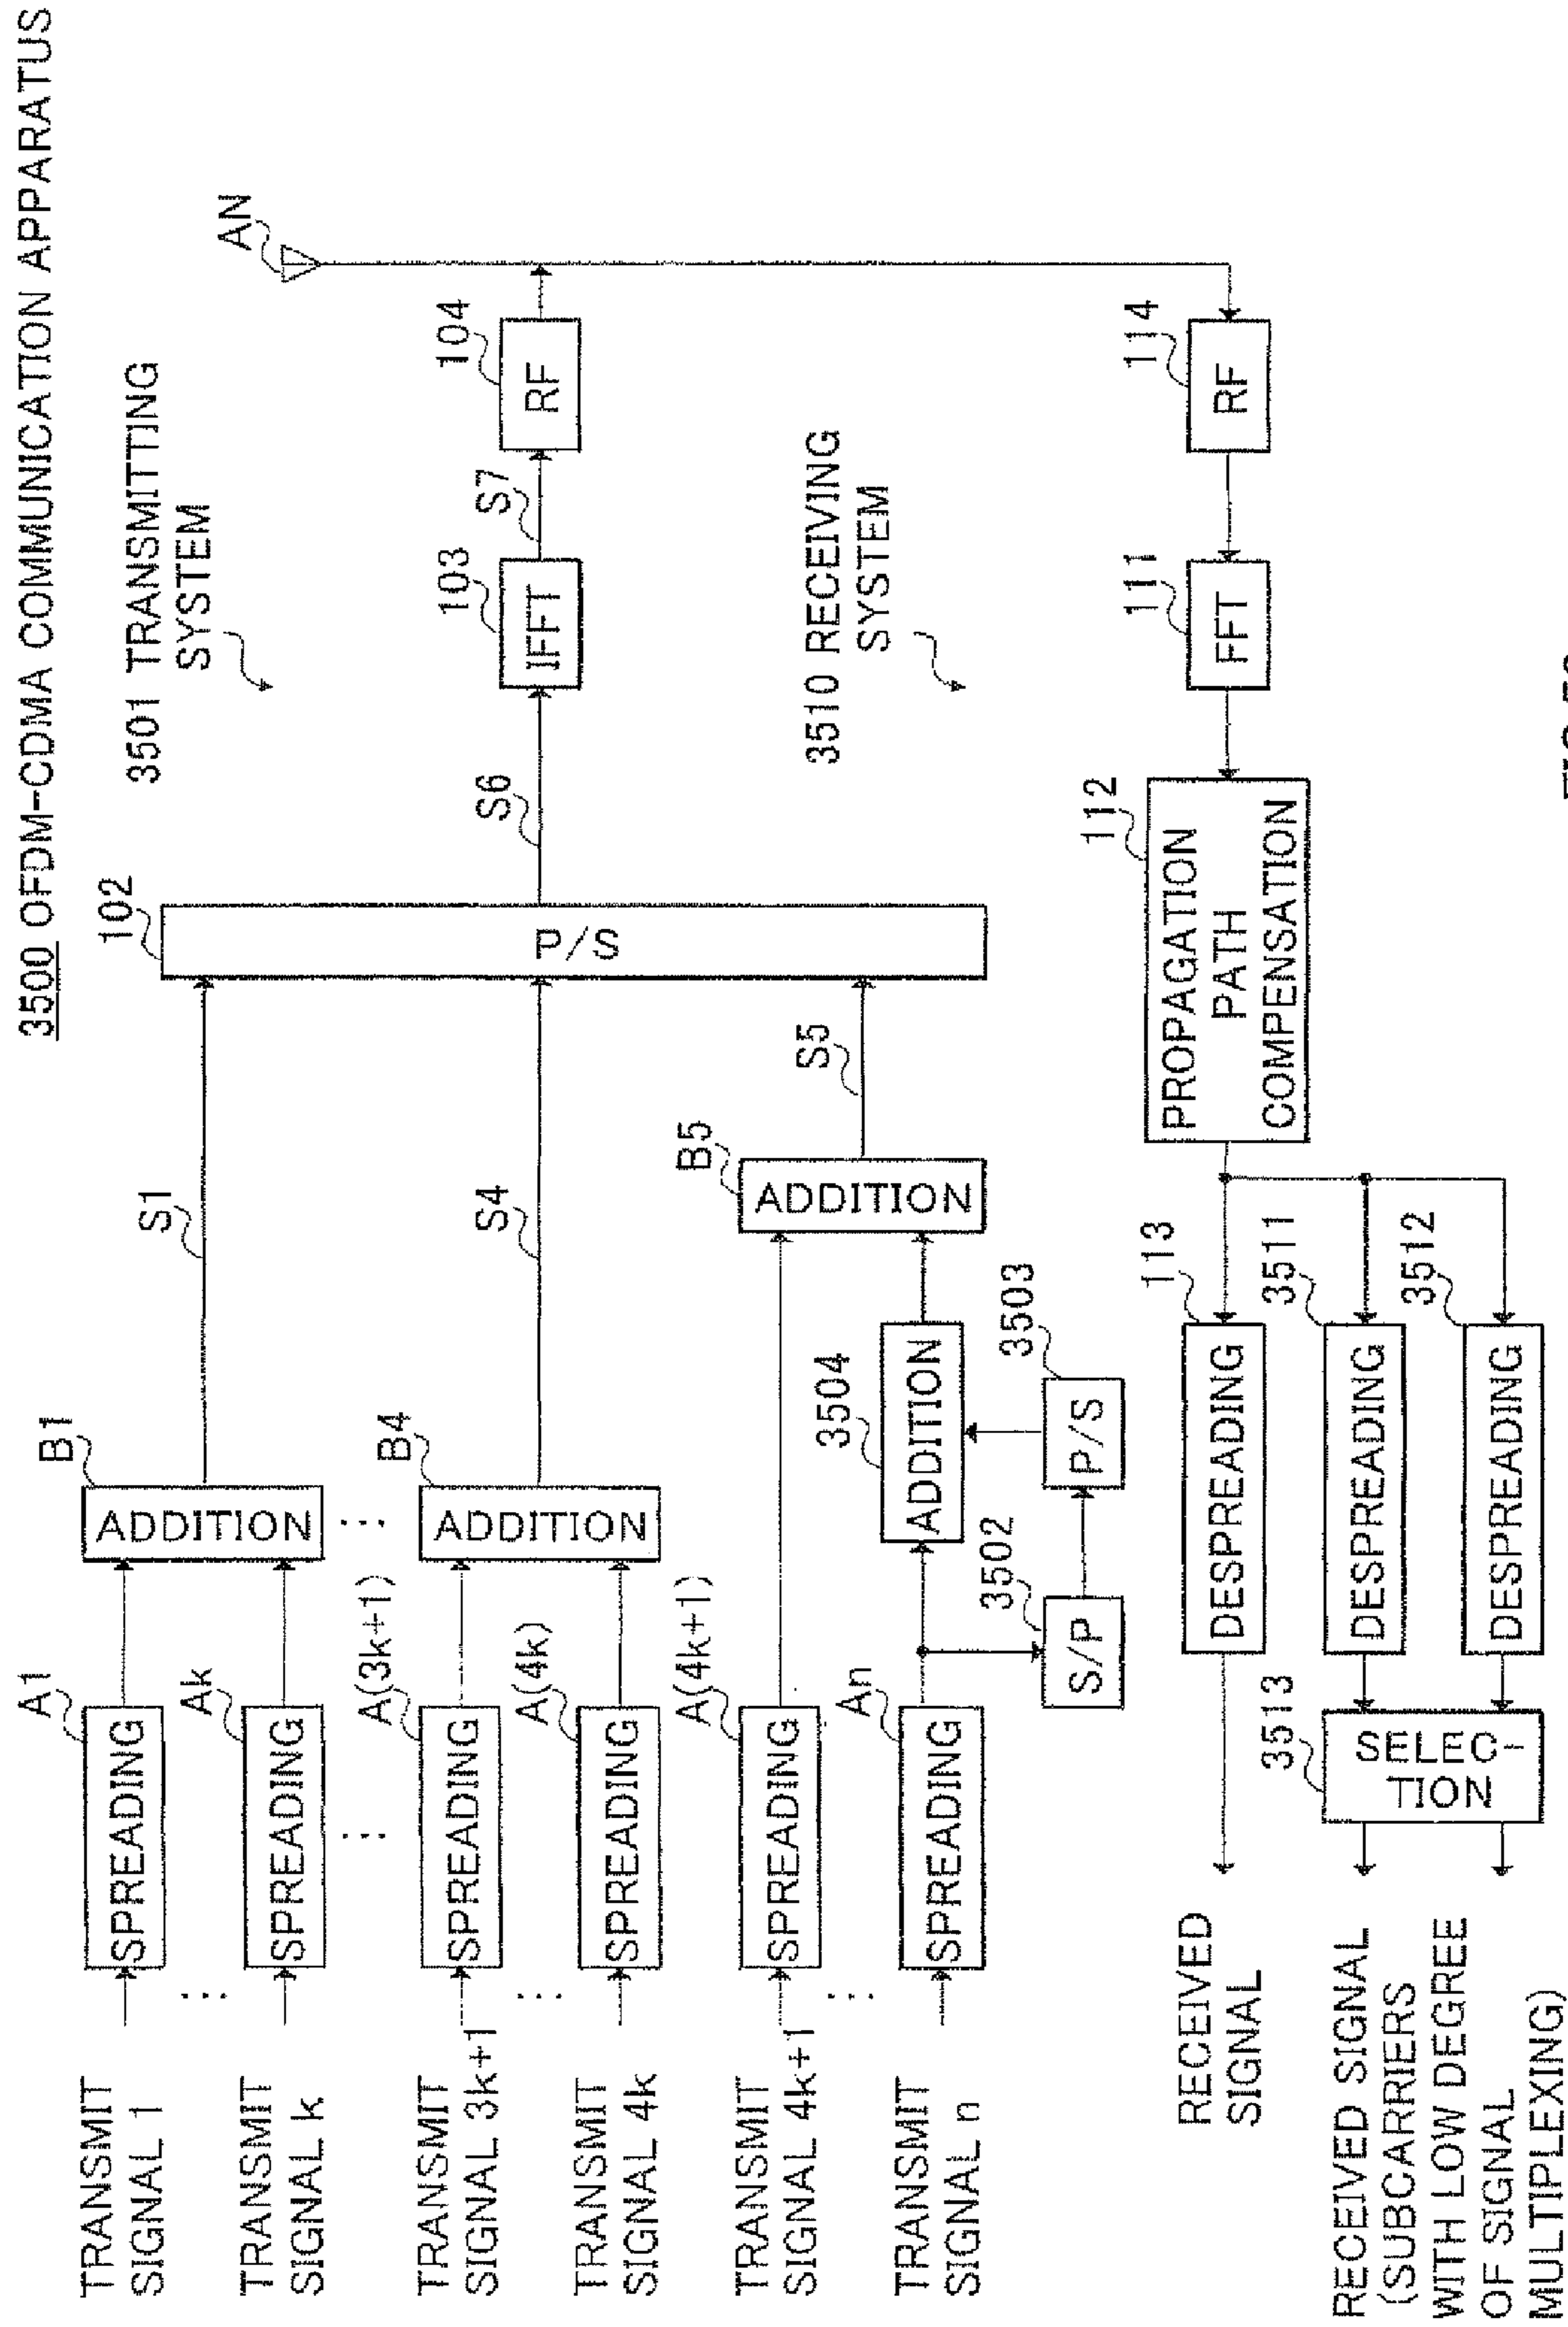 3500 OFDM-CDMA COMMUNICATION APPARATUS
3501 TRANSMITTING
SYSTEM
AN
TRANSMIT
SIGNAL 1
A1
SPREADING
B1
ADDITION
S1
102
P/S
S6
103
IFFT
S7
104
RF
...
...
...
TRANSMIT
SIGNAL k
Ak
SPREADING
TRANSMIT
SIGNAL 3k+1
A(3k+1)
SPREADING
B4
ADDITION
S4
...
TRANSMIT
SIGNAL 4k
A(4k)
SPREADING
TRANSMIT
SIGNAL 4k+1
A(4k+1)
SPREADING
B5
ADDITION
S5
...
TRANSMIT
SIGNAL n
An
SPREADING
3504
ADDITION
3502
S/P
3503
P/S
3510 RECEIVING
SYSTEM
RECEIVED
SIGNAL
113
DESPREADING
112
PROPAGATION
PATH
COMPENSATION
111
FFT
114
RF
RECEIVED SIGNAL
(SUBCARRIERS
WITH LOW DEGREE
OF SIGNAL
MULTIPLEXING)
3513
SELEC-
TION
3511
DESPREADING
3512
DESPREADING